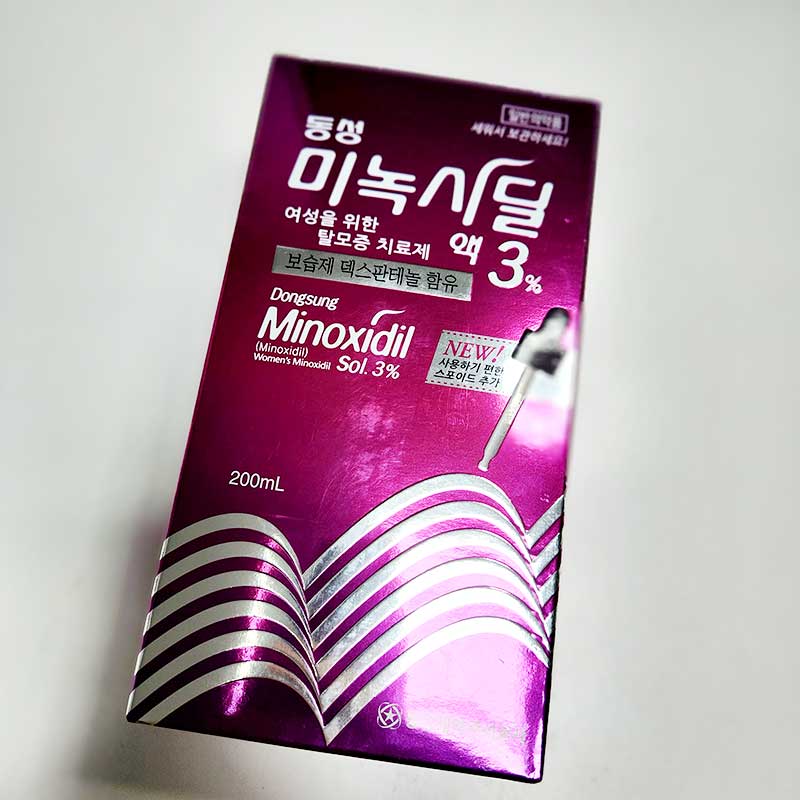 일반의약품
세워서 보관하세요!
동성
미녹시딜
여성을 위한
탈모증 치료제
액 3%
보습제 덱스판테놀 함유
Dongsung
Minoxidil
(Minoxidil)
Women's Minoxidil Sol. 3%
NEW!
사용하기 편한
스포이드 추가
200mL